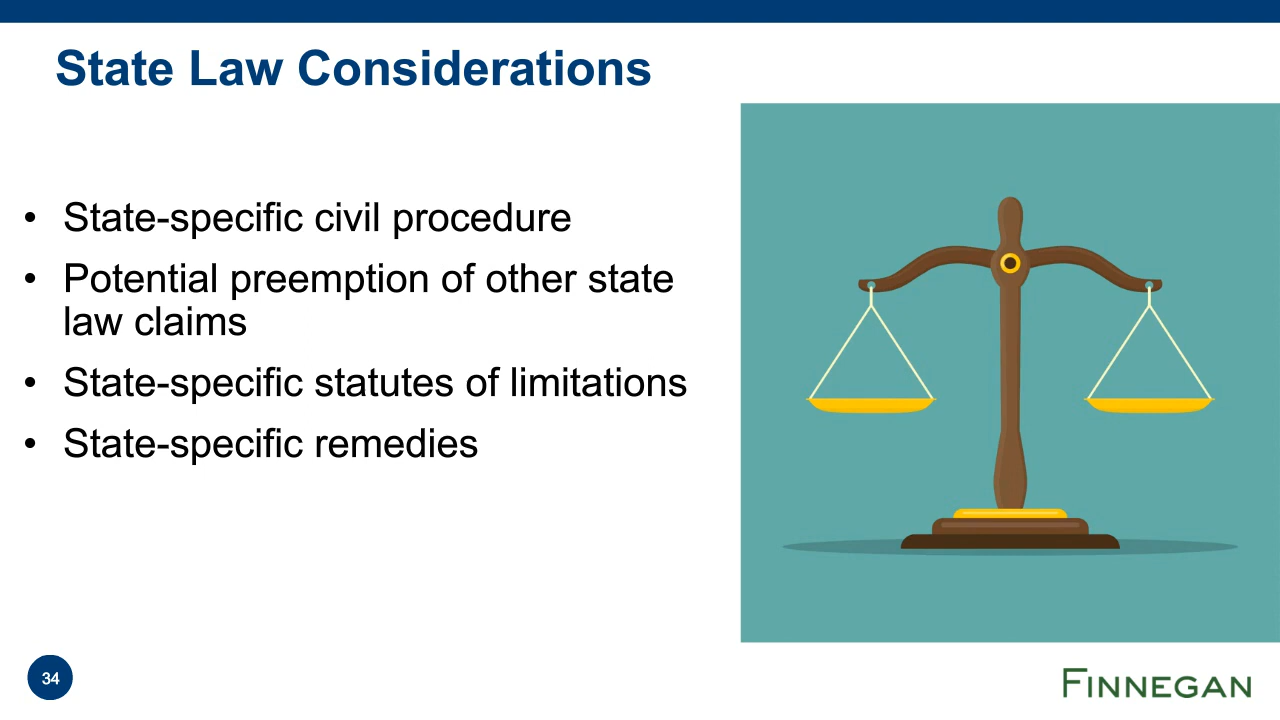 State Law Considerations
• State-specific civil procedure
• Potential preemption of other state
law claims
• State-specific statutes of limitations
• State-specific remedies
34
FINNEGAN